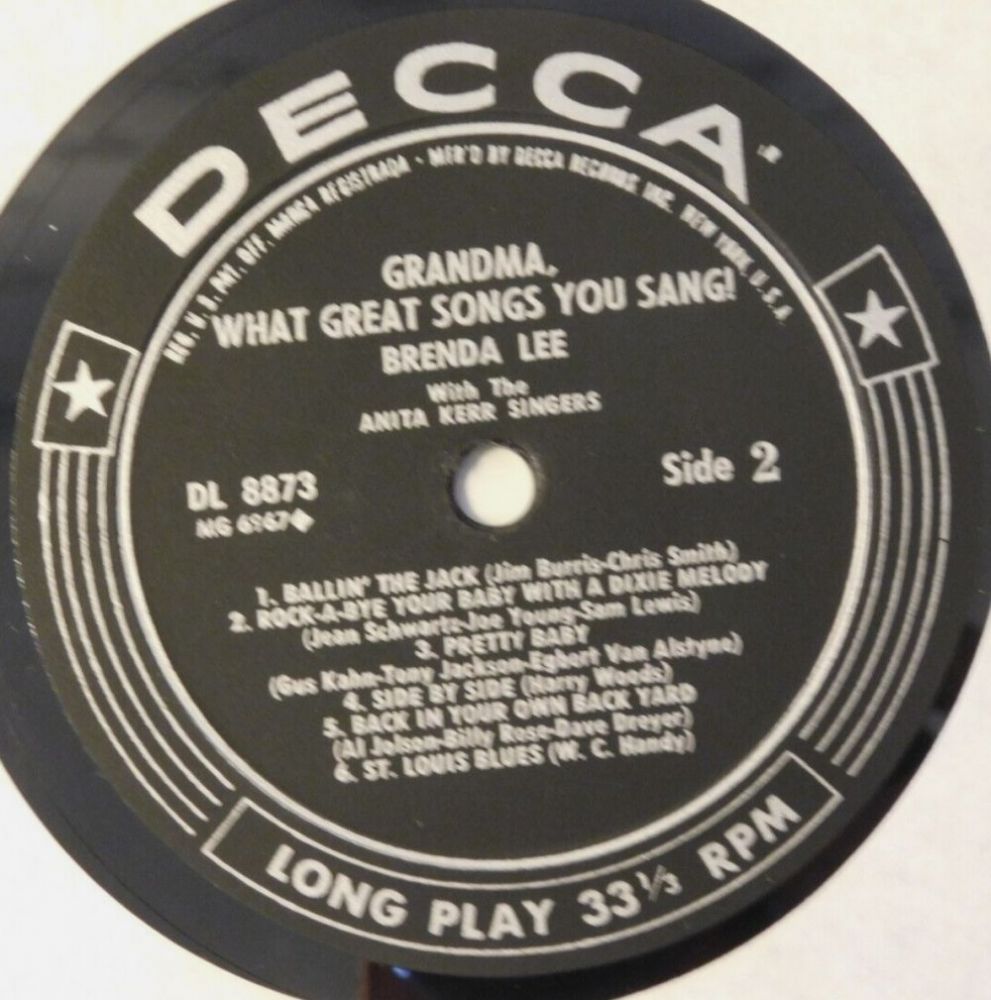 DECCA
REG. U.S. PAT. OFF. MARCA REGISTRADA • MFR'D BY DECCA RECORDS, INC., NEW YORK, U.S.A.
GRANDMA,
WHAT GREAT SONGS YOU SANG!
BRENDA LEE
With The
ANITA KERR SINGERS
DL 8873
Side 2
MG 6967◆
1. BALLIN' THE JACK (Jim Burris-Chris Smith)
2. ROCK-A-BYE YOUR BABY WITH A DIXIE MELODY
(Jean Schwartz-Joe Young-Sam Lewis)
3. PRETTY BABY
(Gus Kahn-Tony Jackson-Egbert Van Alstyne)
4. SIDE BY SIDE (Harry Woods)
5. BACK IN YOUR OWN BACK YARD
(Al Jolson-Billy Rose-Dave Dreyer)
6. ST. LOUIS BLUES (W. C. Handy)
LONG PLAY 33 1/3 RPM